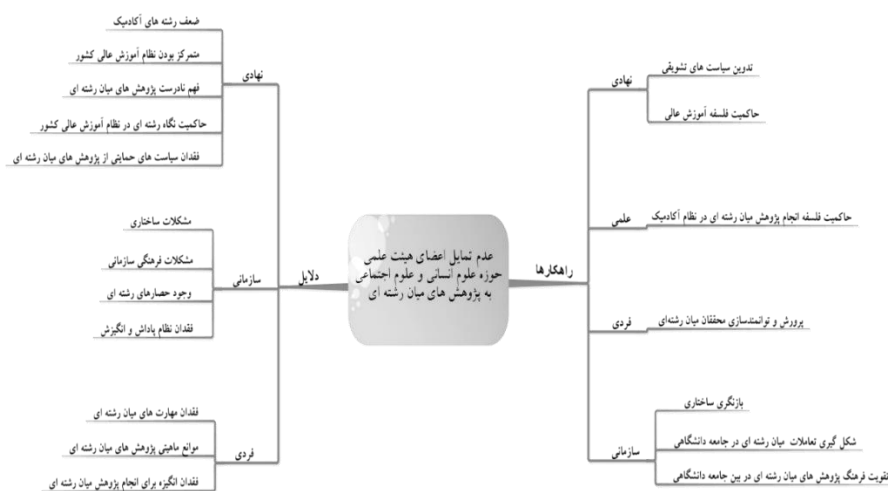 عدم تمایل اعضای هیئت علمی
حوزه علوم انسانی و علوم اجتماعی
به پژوهش های میان رشته ای
راهکارها
نهادی
تدوین سیاست های تشویقی
حاکمیت فلسفه آموزش عالی
علمی
حاکمیت فلسفه انجام پژوهش میان رشته ای در نظام آکادمیک
فردی
پرورش و توانمندسازی محققان میان رشته‌ای
سازمانی
بازنگری ساختاری
شکل گیری تعاملات میان رشته ای در جامعه دانشگاهی
تقویت فرهنگ پژوهش های میان رشته ای در بین جامعه دانشگاهی
دلایل
نهادی
ضعف رشته های آکادمیک
متمرکز بودن نظام آموزش عالی کشور
فهم نادرست پژوهش های میان رشته ای
حاکمیت نگاه رشته ای در نظام آموزش عالی کشور
فقدان سیاست های حمایتی از پژوهش های میان رشته ای
سازمانی
مشکلات ساختاری
مشکلات فرهنگی سازمانی
وجود حصارهای رشته ای
فقدان نظام پاداش و انگیزش
فردی
فقدان مهارت های میان رشته ای
موانع ماهیتی پژوهش های میان رشته ای
فقدان انگیزه برای انجام پژوهش میان رشته ای